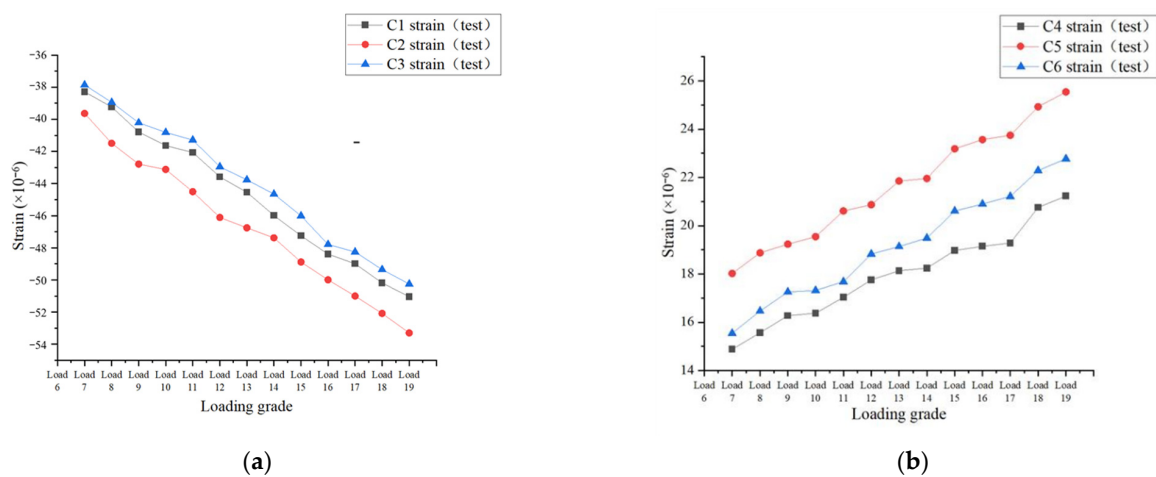 C1 strain（test）
C2 strain（test）
C3 strain（test）
−36
−38
−40
−42
−44
−46
−48
−50
−52
−54
Strain (×10⁻⁶)
Load 6
Load 7
Load 8
Load 9
Load 10
Load 11
Load 12
Load 13
Load 14
Load 15
Load 16
Load 17
Load 18
Load 19
Loading grade
(a)
C4 strain（test）
C5 strain（test）
C6 strain（test）
26
24
22
20
18
16
14
Strain (×10⁻⁶)
Load 6
Load 7
Load 8
Load 9
Load 10
Load 11
Load 12
Load 13
Load 14
Load 15
Load 16
Load 17
Load 18
Load 19
Loading grade
(b)